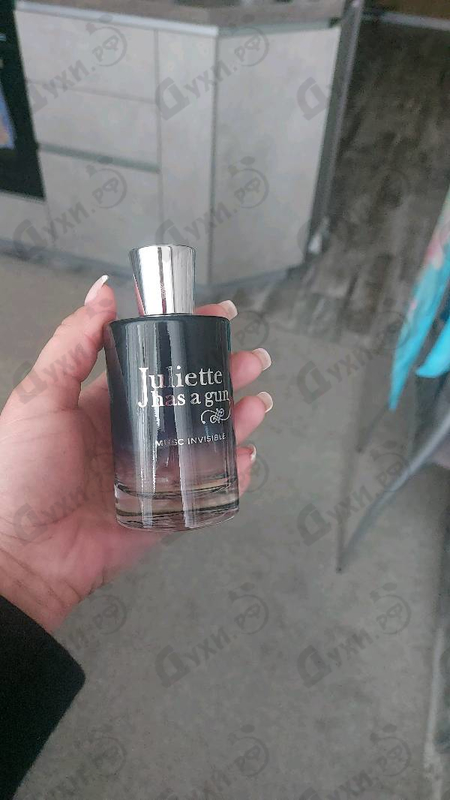 Juliette
has a gun
MUSC INVISIBLE
Духи.рф